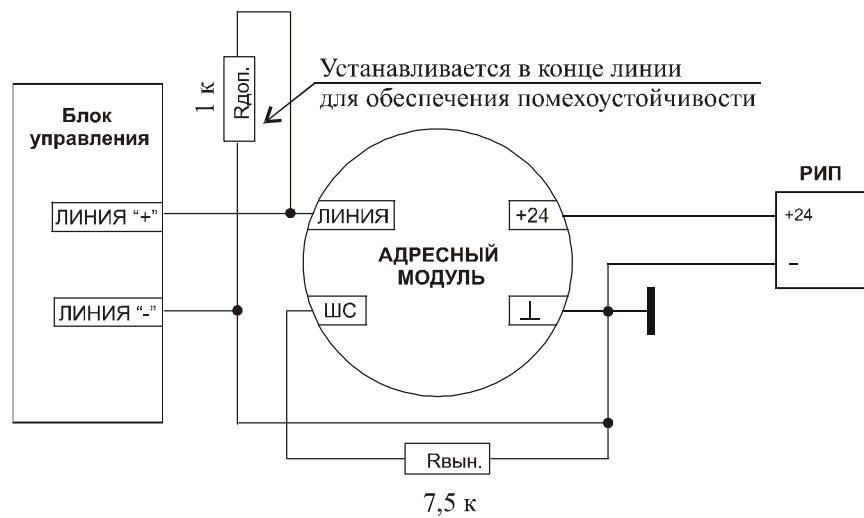 Устанавливается в конце линии
для обеспечения помехоустойчивости
1 к
Rдоп.
Блок
управления
ЛИНИЯ “+”
ЛИНИЯ “-”
ЛИНИЯ
+24
АДРЕСНЫЙ
МОДУЛЬ
ШС
⊥
РИП
+24
–
Rвын.
7,5 к